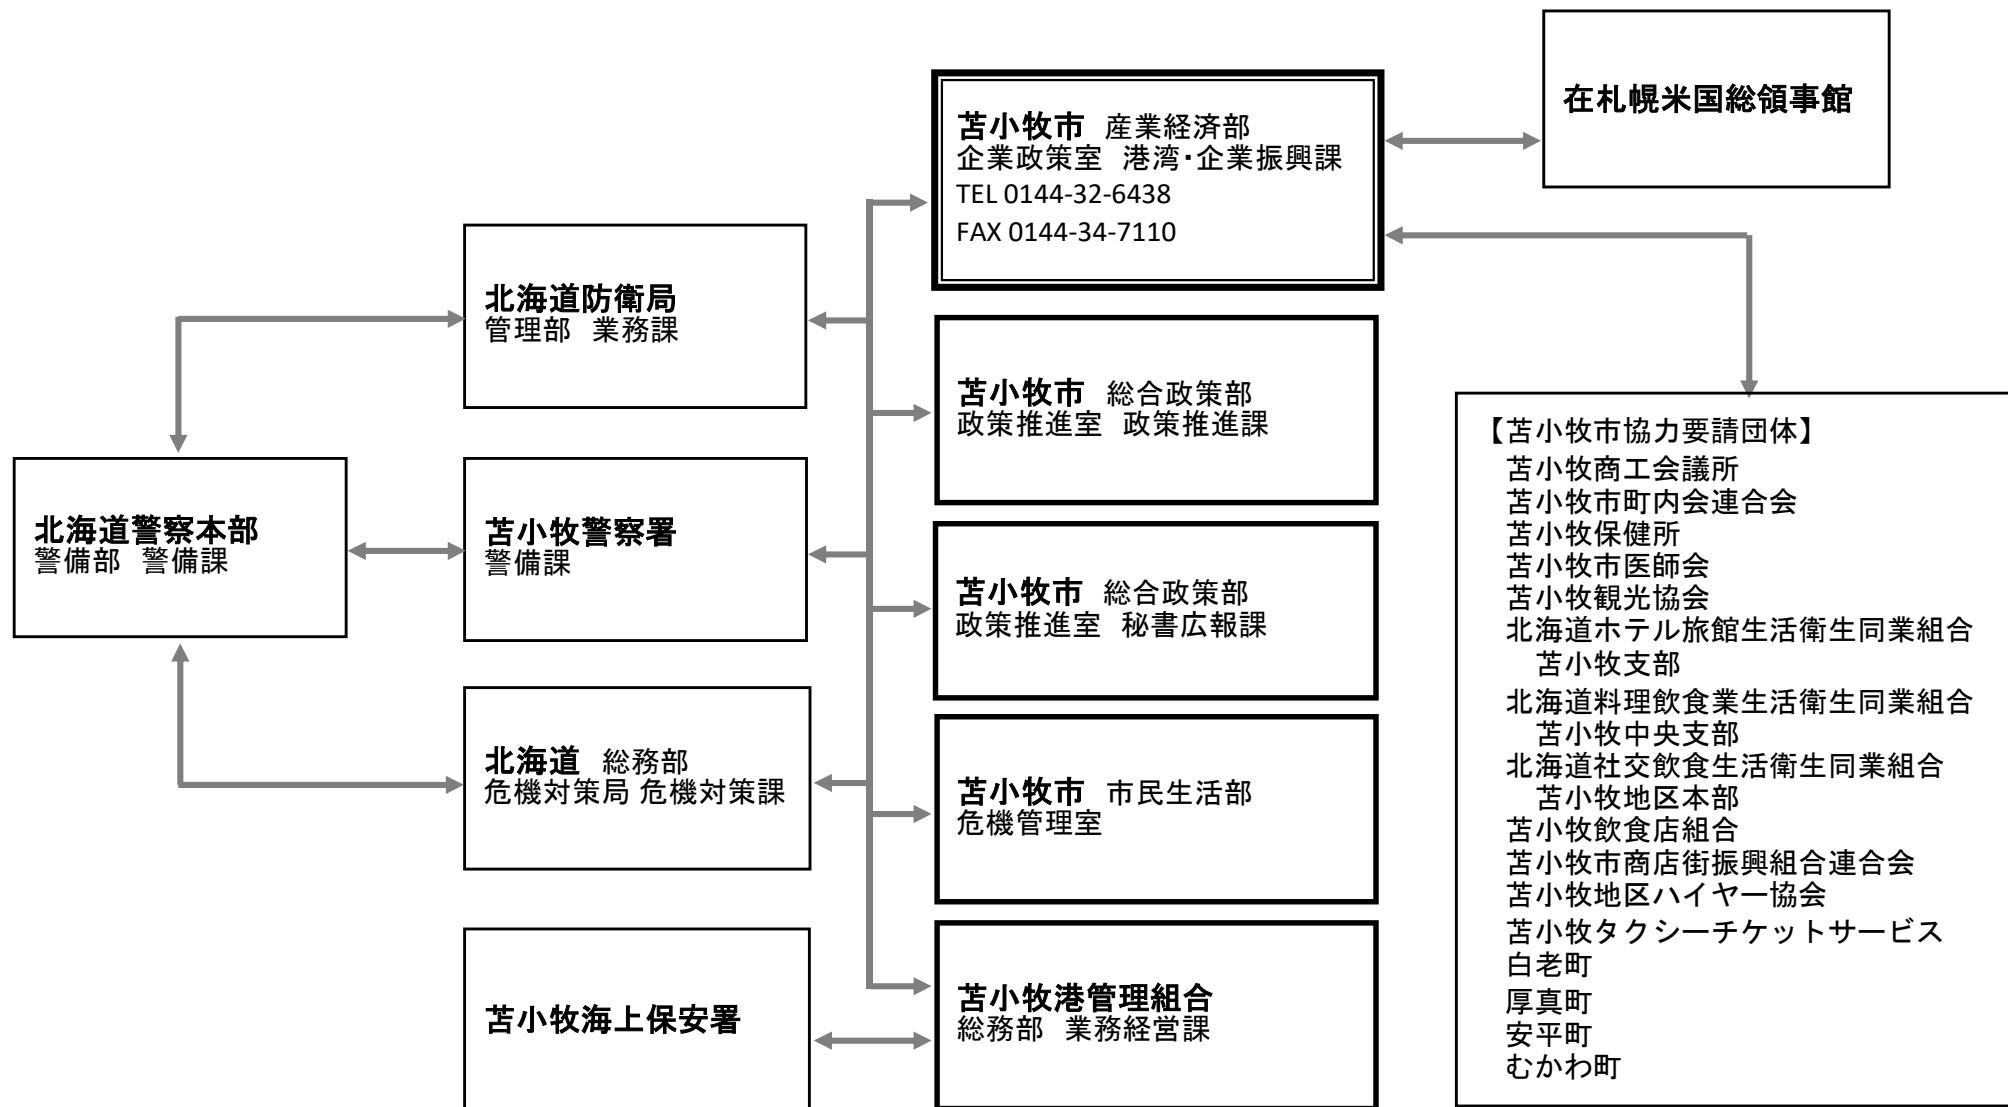 在札幌米国総領事館
苫小牧市 産業経済部
企業政策室 港湾・企業振興課
TEL 0144-32-6438
FAX 0144-34-7110
北海道防衛局
管理部 業務課
苫小牧市 総合政策部
政策推進室 政策推進課
北海道警察本部
警備部 警備課
苫小牧警察署
警備課
苫小牧市 総合政策部
政策推進室 秘書広報課
北海道 総務部
危機対策局 危機対策課
苫小牧市 市民生活部
危機管理室
苫小牧海上保安署
苫小牧港管理組合
総務部 業務経営課
【苫小牧市協力要請団体】
苫小牧商工会議所
苫小牧市町内会連合会
苫小牧保健所
苫小牧市医師会
苫小牧観光協会
北海道ホテル旅館生活衛生同業組合
苫小牧支部
北海道料理飲食業生活衛生同業組合
苫小牧中央支部
北海道社交飲食生活衛生同業組合
苫小牧地区本部
苫小牧飲食店組合
苫小牧市商店街振興組合連合会
苫小牧地区ハイヤー協会
苫小牧タクシーチケットサービス
白老町
厚真町
安平町
むかわ町